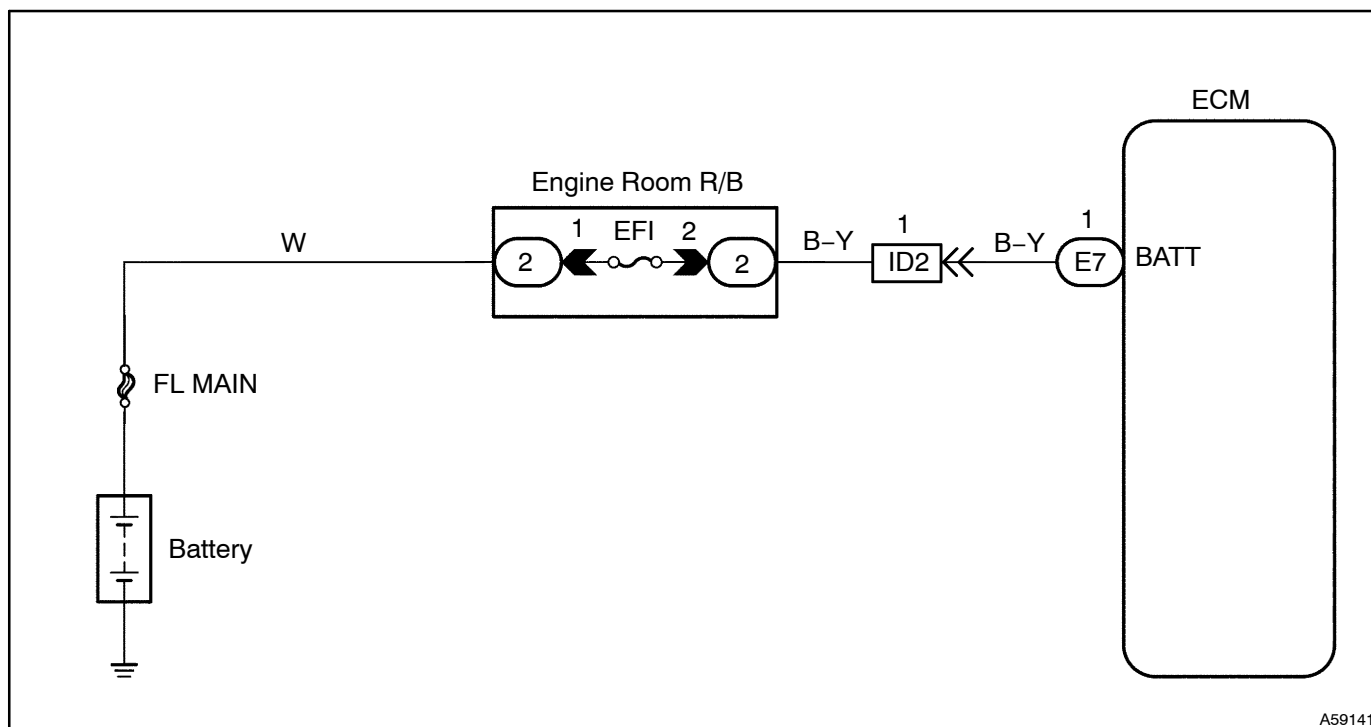 ECM
Engine Room R/B
1 EFI 2
W
2
2
B–Y
1
ID2
B–Y
1
E7
BATT
FL MAIN
Battery
A59141